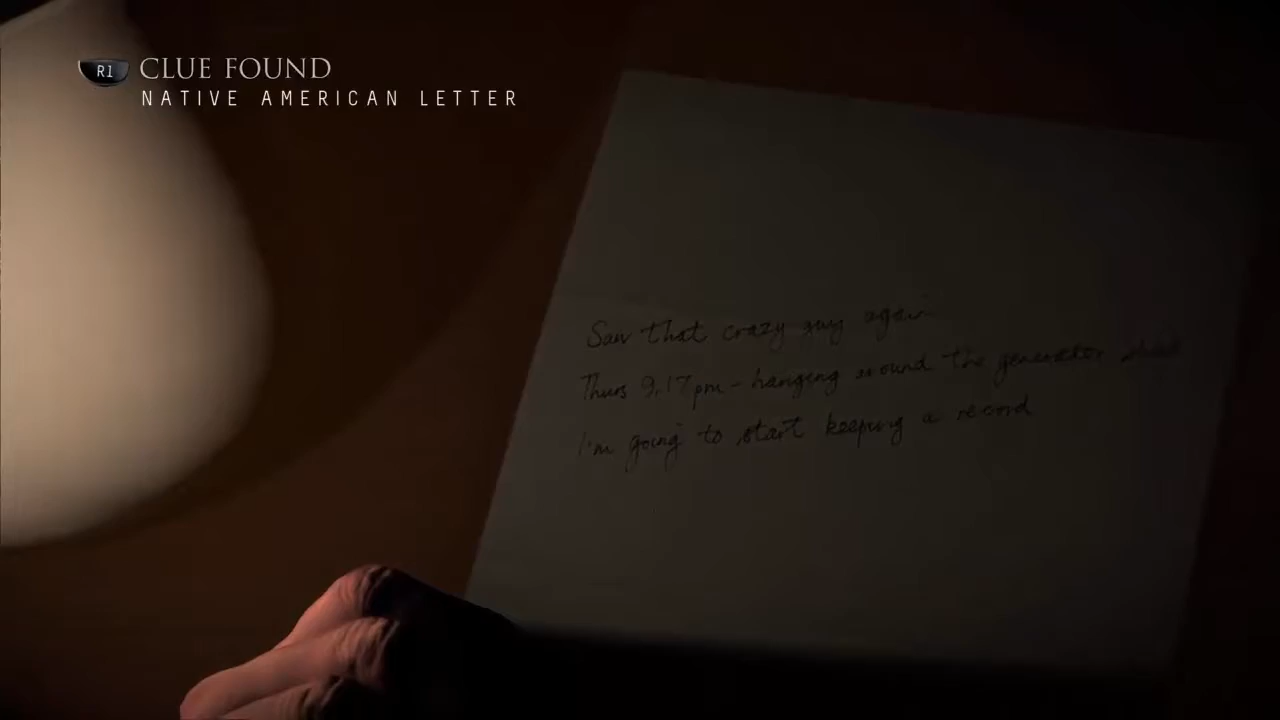 R1 CLUE FOUND
NATIVE AMERICAN LETTER
Saw that crazy guy again
Thurs 9.17pm - hanging around the generator
I'm going to start keeping a record